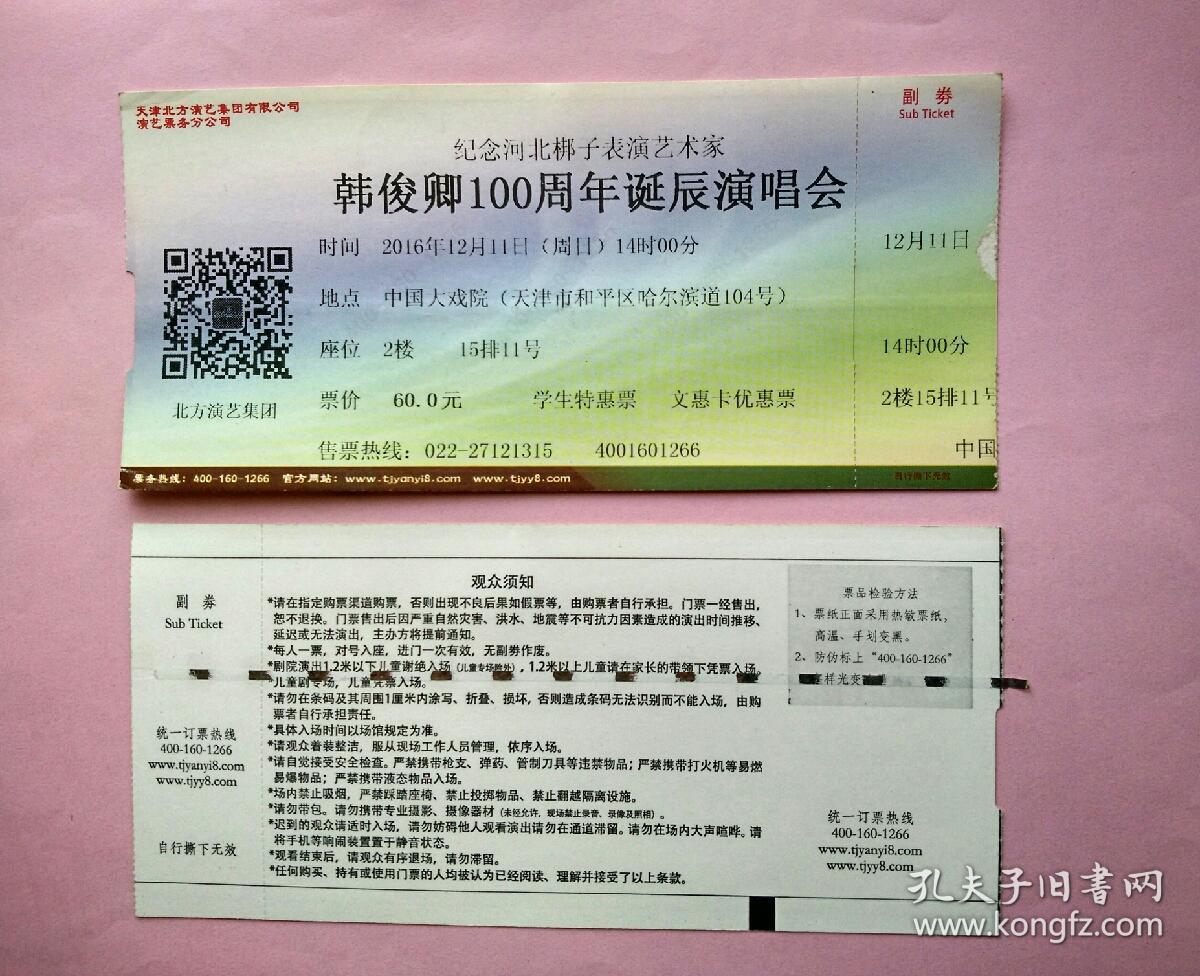 天津北方演艺集团有限公司
演艺票务分公司
副 券
Sub Ticket
纪念河北梆子表演艺术家
韩俊卿100周年诞辰演唱会
时间 2016年12月11日（周日）14时00分
12月11日
地点 中国大戏院（天津市和平区哈尔滨道104号）
座位 2楼 15排11号
14时00分
北方演艺集团
票价 60.0元 学生特惠票 文惠卡优惠票
2楼15排11号
售票热线：022-27121315 4001601266
中国
票务热线：400-160-1266 官方网站：www.tjyanyi8.com www.tjyy8.com
自行撕下无效
副 券
Sub Ticket
统一订票热线
400-160-1266
www.tjyanyi8.com
www.tjyy8.com
自行撕下无效
观众须知
*请在指定购票渠道购票，否则出现不良后果如假票等，由购票者自行承担。门票一经售出，
恕不退换。门票售出后因严重自然灾害、洪水、地震等不可抗力因素造成的演出时间推移、
延迟或无法演出，主办方将提前通知。
*每人一票，对号入座，进门一次有效，无副券作废。
*剧院演出1.2米以下儿童谢绝入场（儿童专场除外），1.2米以上儿童请在家长的带领下凭票入场。
*儿童剧专场，儿童凭票入场。
*请勿在条码及其周围1厘米内涂写、折叠、损坏，否则造成条码无法识别而不能入场，由购
票者自行承担责任。
*具体入场时间以场馆规定为准。
*请观众着装整洁，服从现场工作人员管理，依序入场。
*请自觉接受安全检查。严禁携带枪支、弹药、管制刀具等违禁物品；严禁携带打火机等易燃
易爆物品；严禁携带液态物品入场。
*场内禁止吸烟，严禁踩踏座椅、禁止投掷物品、禁止翻越隔离设施。
*请勿带包。请勿携带专业摄影、摄像器材（未经允许，现场禁止录音、录像及照相）。
*迟到的观众请适时入场，请勿妨碍他人观看演出请勿在通道滞留。请勿在场内大声喧哗。请
将手机等响闹装置置于静音状态。
*观看结束后，请观众有序退场，请勿滞留。
*任何购买、持有或使用门票的人均被认为已经阅读、理解并接受了以上条款。
票品检验方法
1、票纸正面采用热敏票纸，
高温、手划变黑。
2、防伪标上“400-160-1266”
样光变
统一订票热线
400-160-1266
www.tjyanyi8.com
www.tjyy8.com
孔夫子旧书网
www.kongfz.com